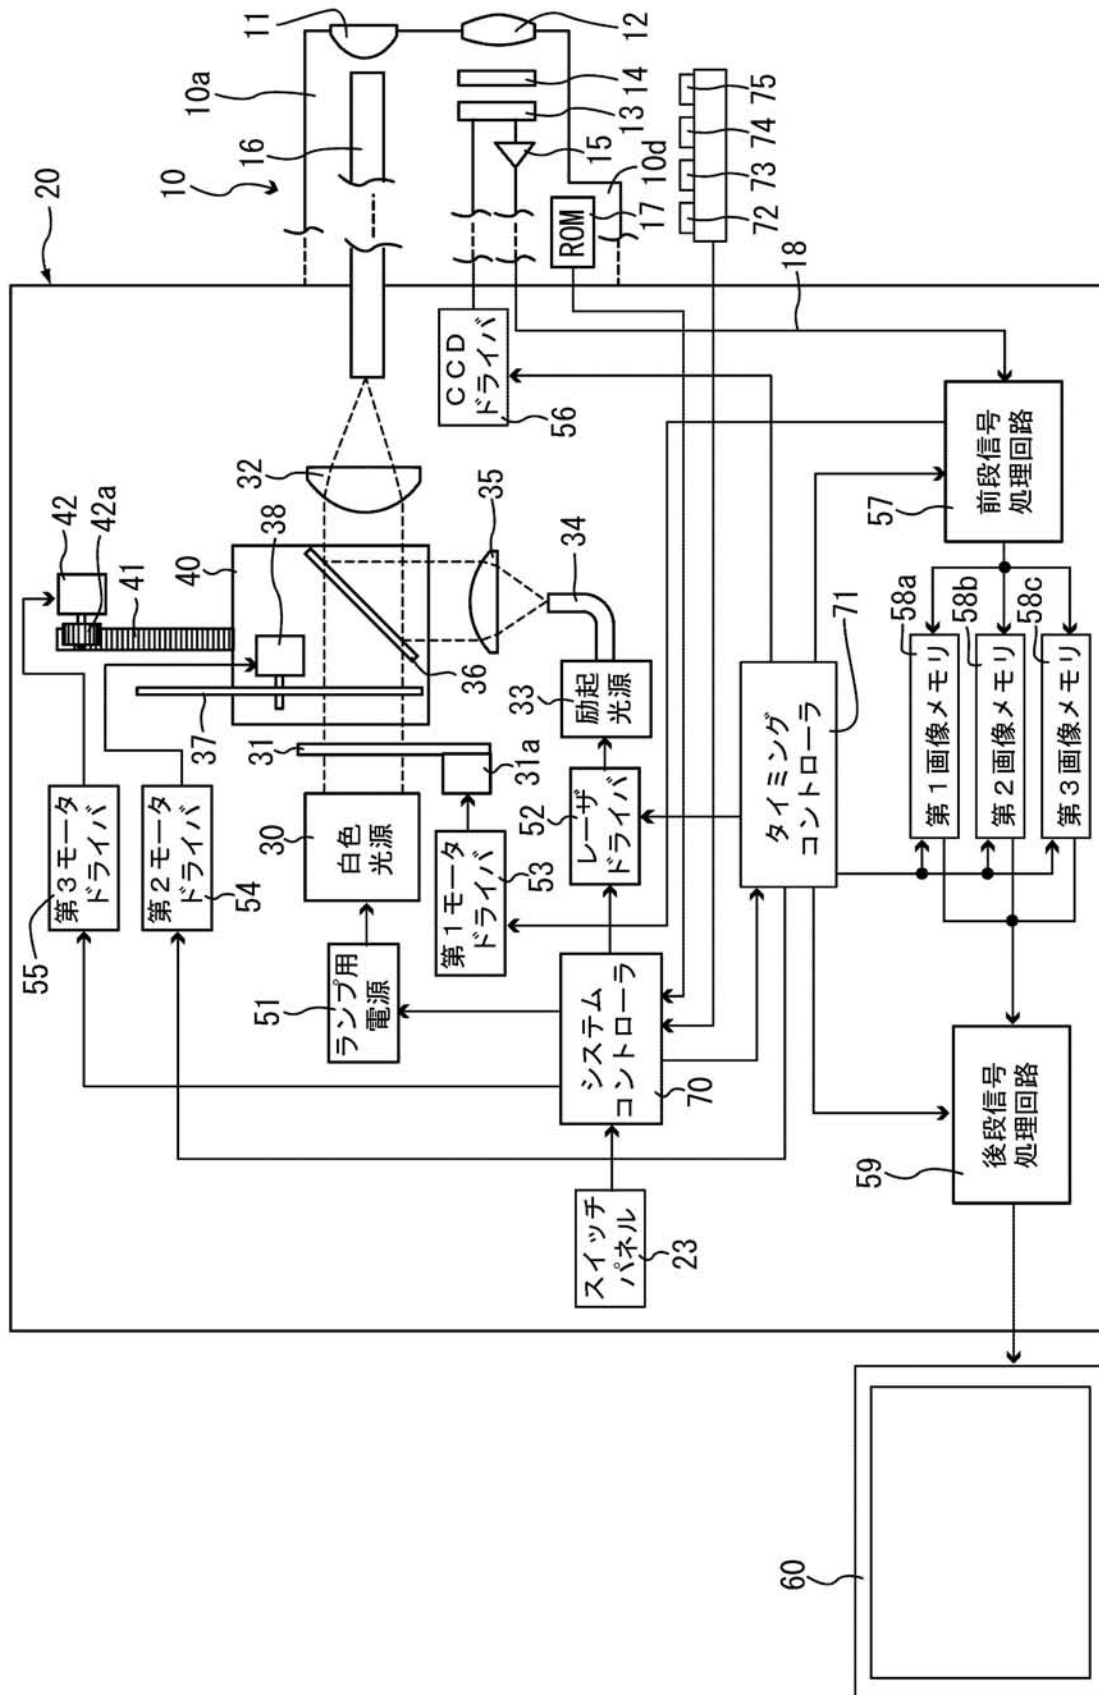 20
10
10a
11
16
12
14
13
15
10d
17
ROM
75
74
73
72
18
CCD
ドライバ
56
32
42
42a
41
40
38
37
36
35
34
励起
光源
33
31
31a
白色
光源
30
レーザ
ドライバ
52
第1モータ
ドライバ
53
第2モータ
ドライバ
54
第3モータ
ドライバ
55
ランプ用
電源
51
システム
コントローラ
70
タイミング
コントローラ
71
スイッチ
パネル
23
前段信号
処理回路
57
第1画像メモリ
58a
第2画像メモリ
58b
第3画像メモリ
58c
後段信号
処理回路
59
60